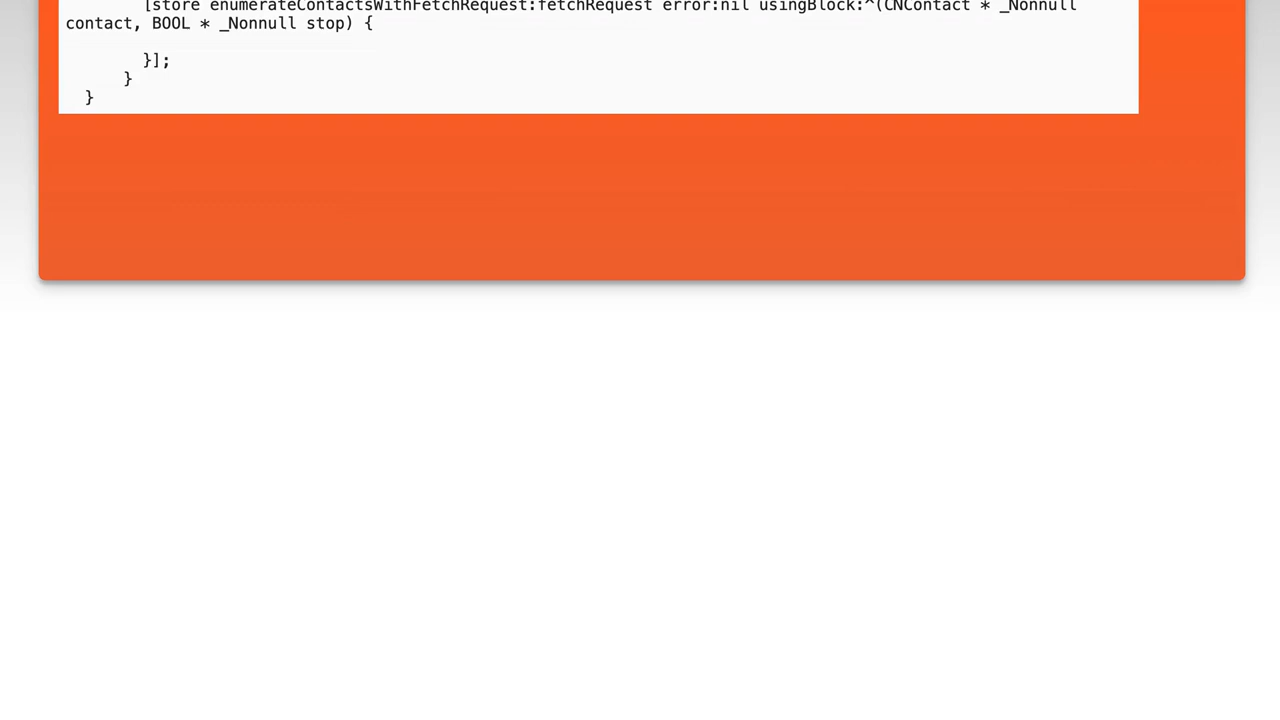 [store enumerateContactsWithFetchRequest:fetchRequest error:nil usingBlock:^(CNContact * _Nonnull
contact, BOOL * _Nonnull stop) {
}];
}
}